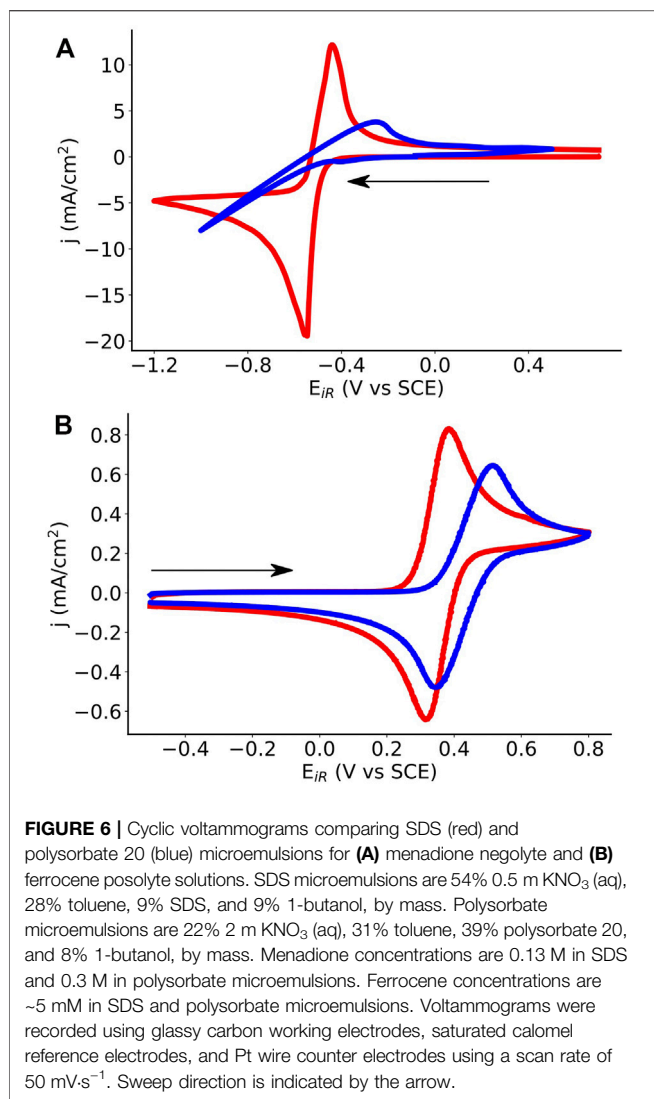 A
10
5
0
−5
−10
−15
−20
j (mA/cm²)
−1.2 −0.8 −0.4 0.0 0.4
E_iR (V vs SCE)
B
0.8
0.6
0.4
0.2
0.0
−0.2
−0.4
−0.6
j (mA/cm²)
−0.4 −0.2 0.0 0.2 0.4 0.6 0.8
E_iR (V vs SCE)
FIGURE 6 | Cyclic voltammograms comparing SDS (red) and
polysorbate 20 (blue) microemulsions for (A) menadione negolyte and (B)
ferrocene posolyte solutions. SDS microemulsions are 54% 0.5 m KNO₃ (aq),
28% toluene, 9% SDS, and 9% 1-butanol, by mass. Polysorbate
microemulsions are 22% 2 m KNO₃ (aq), 31% toluene, 39% polysorbate 20,
and 8% 1-butanol, by mass. Menadione concentrations are 0.13 M in SDS
and 0.3 M in polysorbate microemulsions. Ferrocene concentrations are
~5 mM in SDS and polysorbate microemulsions. Voltammograms were
recorded using glassy carbon working electrodes, saturated calomel
reference electrodes, and Pt wire counter electrodes using a scan rate of
50 mV·s⁻¹. Sweep direction is indicated by the arrow.